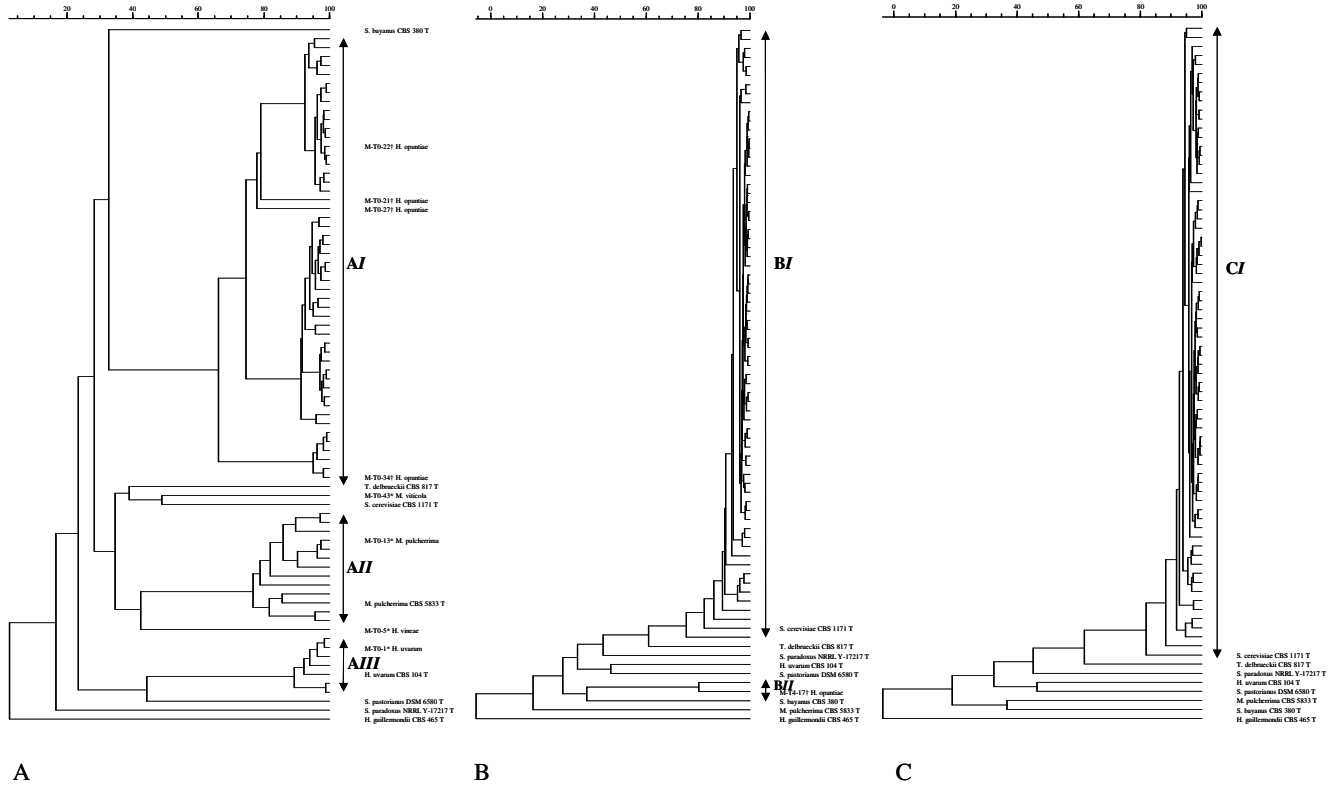 20 40 60 80 100
S. bayanus CBS 380 T
M-T0-22† H. opuntiae
M-T0-21† H. opuntiae
M-T0-27† H. opuntiae
AI
M-T0-34† H. opuntiae
T. delbrueckii CBS 817 T
M-T0-43* M. viticola
S. cerevisiae CBS 1171 T
M-T0-13* M. pulcherrima
AII
M. pulcherrima CBS 5833 T
M-T0-5* H. vineae
M-T0-1* H. uvarum
AIII
H. uvarum CBS 104 T
S. pastorianus DSM 6580 T
S. paradoxus NRRL Y-17217 T
H. guillermondii CBS 465 T
A
0 20 40 60 80 100
BI
S. cerevisiae CBS 1171 T
T. delbrueckii CBS 817 T
S. paradoxus NRRL Y-17217 T
H. uvarum CBS 104 T
S. pastorianus DSM 6580 T
BII
M-T4-17† H. opantiae
S. bayanus CBS 380 T
M. pulcherrima CBS 5833 T
H. guillermondii CBS 465 T
B
0 20 40 60 80 100
CI
S. cerevisiae CBS 1171 T
T. delbrueckii CBS 817 T
S. paradoxus NRRL Y-17217 T
H. uvarum CBS 104 T
S. pastorianus DSM 6580 T
M. pulcherrima CBS 5833 T
S. bayanus CBS 380 T
H. guillermondii CBS 465 T
C